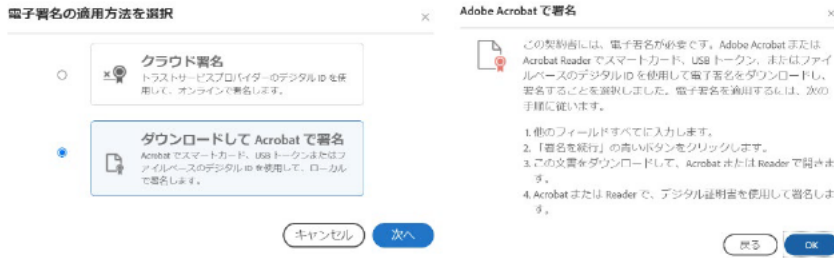 電子署名の適用方法を選択
クラウド署名
トラストサービスプロバイダーのデジタル ID を使
用して、オンラインで署名します。
ダウンロードして Acrobat で署名
Acrobat でスマートカード、USB トークンまたはフ
ァイルベースのデジタル ID を使用して、ローカル
で署名します。
キャンセル
次へ
Adobe Acrobat で署名
この契約書には、電子署名が必要です。Adobe Acrobat または
Acrobat Reader でスマートカード、USB トークン、またはファイ
ルベースのデジタル ID を使用して電子署名をダウンロードし、
署名することを選択しました。電子署名を適用するには、次の
手順に従います。
1. 他のフィールドすべてに入力します。
2. 「署名を続行」の青いボタンをクリックします。
3. この文書をダウンロードして、Acrobat または Reader で開きま
す。
4. Acrobat または Reader で、デジタル証明書を使用して署名しま
す。
戻る
OK